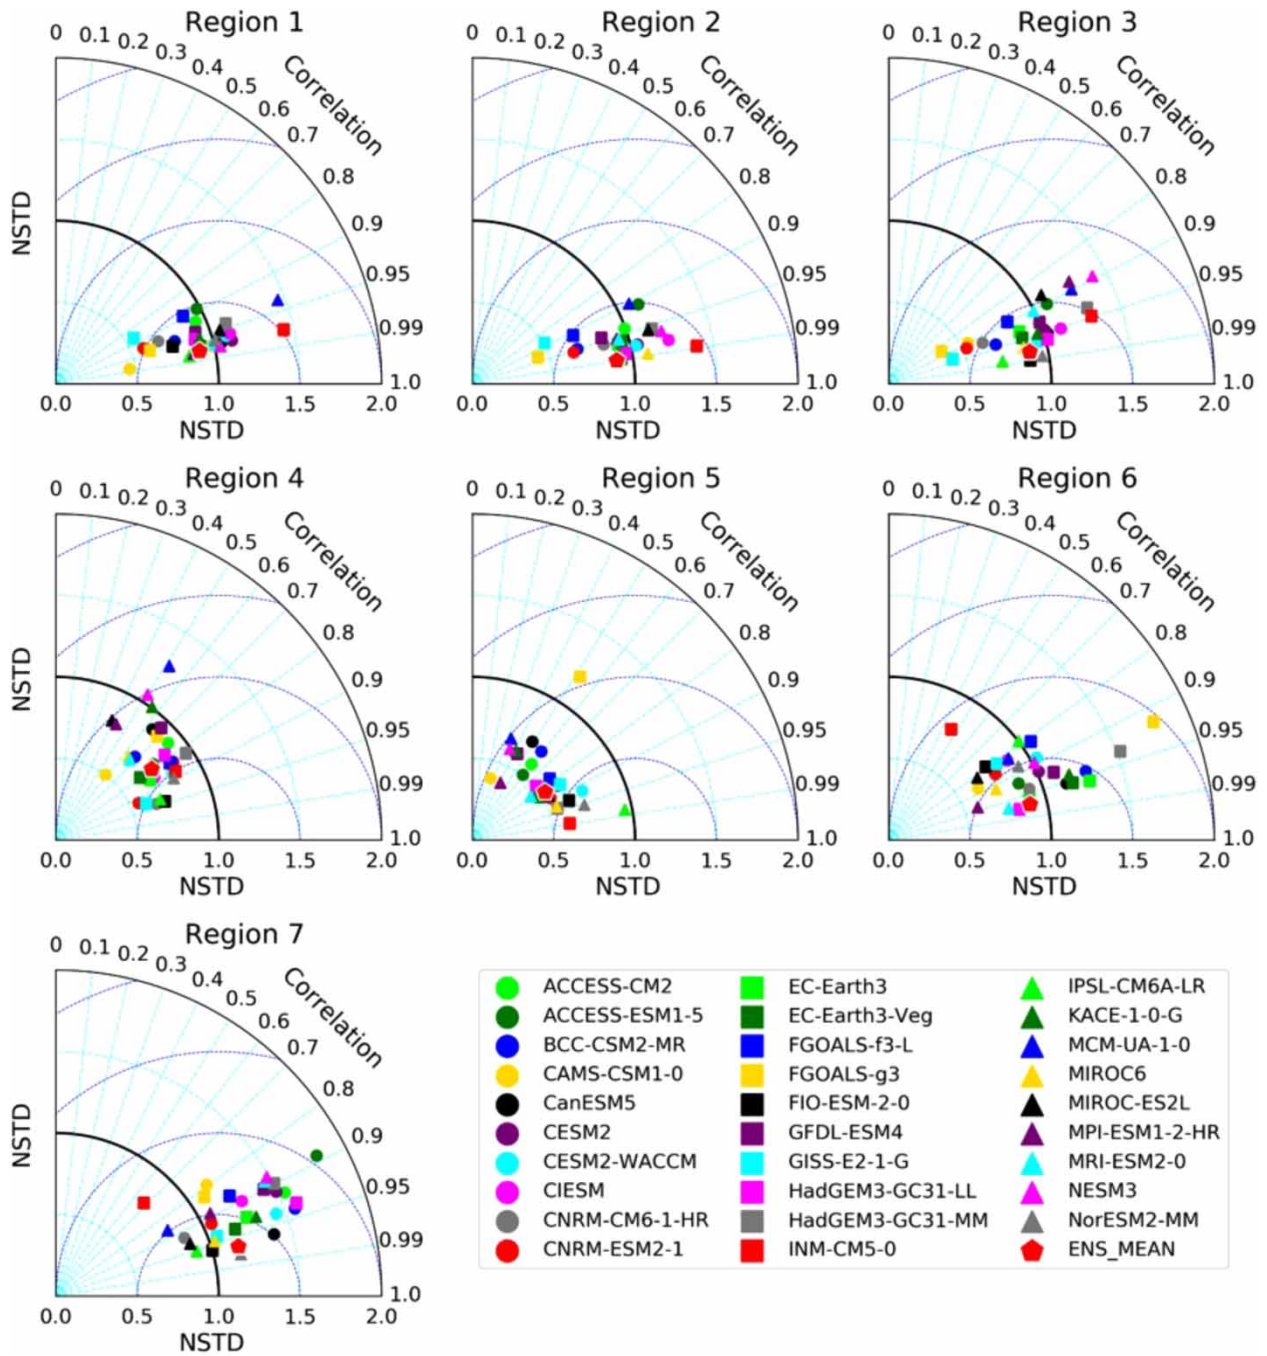 Region 1
Region 2
Region 3
0 0.1 0.2 0.3 0.4 0.5 0.6 0.7 0.8 0.9 0.95 0.99 1.0
Correlation
NSTD
0.0 0.5 1.0 1.5 2.0
NSTD
0 0.1 0.2 0.3 0.4 0.5 0.6 0.7 0.8 0.9 0.95 0.99 1.0
Correlation
0.0 0.5 1.0 1.5 2.0
NSTD
0 0.1 0.2 0.3 0.4 0.5 0.6 0.7 0.8 0.9 0.95 0.99 1.0
Correlation
0.0 0.5 1.0 1.5 2.0
NSTD
Region 4
Region 5
Region 6
0 0.1 0.2 0.3 0.4 0.5 0.6 0.7 0.8 0.9 0.95 0.99 1.0
Correlation
NSTD
0.0 0.5 1.0 1.5 2.0
NSTD
0 0.1 0.2 0.3 0.4 0.5 0.6 0.7 0.8 0.9 0.95 0.99 1.0
Correlation
0.0 0.5 1.0 1.5 2.0
NSTD
0 0.1 0.2 0.3 0.4 0.5 0.6 0.7 0.8 0.9 0.95 0.99 1.0
Correlation
0.0 0.5 1.0 1.5 2.0
NSTD
Region 7
0 0.1 0.2 0.3 0.4 0.5 0.6 0.7 0.8 0.9 0.95 0.99 1.0
Correlation
NSTD
0.0 0.5 1.0 1.5 2.0
NSTD
ACCESS-CM2
ACCESS-ESM1-5
BCC-CSM2-MR
CAMS-CSM1-0
CanESM5
CESM2
CESM2-WACCM
CIESM
CNRM-CM6-1-HR
CNRM-ESM2-1
EC-Earth3
EC-Earth3-Veg
FGOALS-f3-L
FGOALS-g3
FIO-ESM-2-0
GFDL-ESM4
GISS-E2-1-G
HadGEM3-GC31-LL
HadGEM3-GC31-MM
INM-CM5-0
IPSL-CM6A-LR
KACE-1-0-G
MCM-UA-1-0
MIROC6
MIROC-ES2L
MPI-ESM1-2-HR
MRI-ESM2-0
NESM3
NorESM2-MM
ENS_MEAN